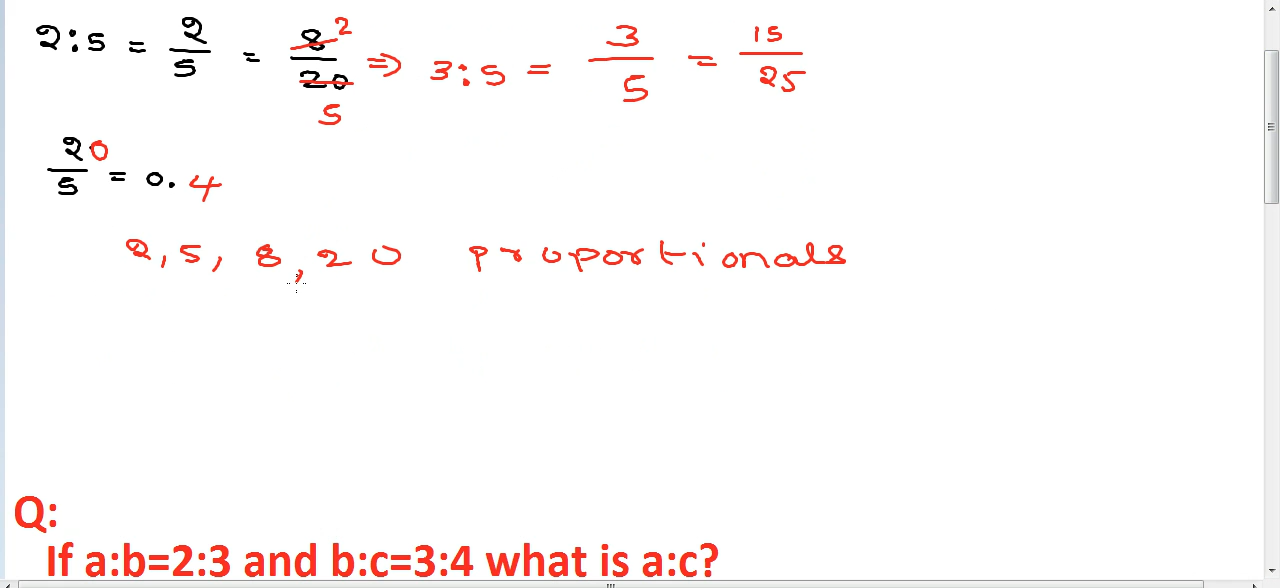 2:5 = 2/5 = 8/20 2 5 ⇒ 3:5 = 3/5 = 15/25
20/5 = 0.4
2, 5, 8, 20 proportionals
Q:
If a:b=2:3 and b:c=3:4 what is a:c?